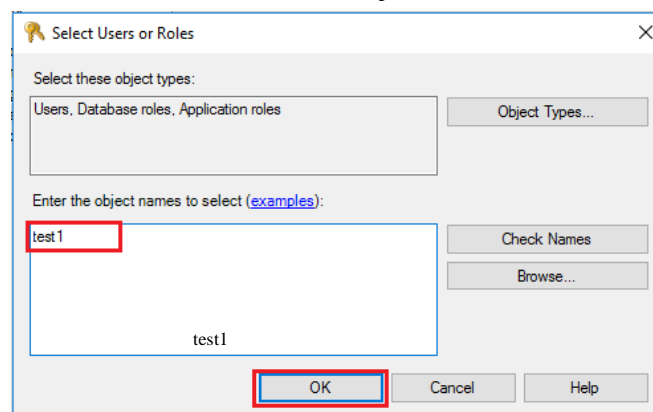 Select Users or Roles
Select these object types:
Users, Database roles, Application roles
Object Types...
Enter the object names to select (examples):
test1
Check Names
Browse...
test1
OK
Cancel
Help